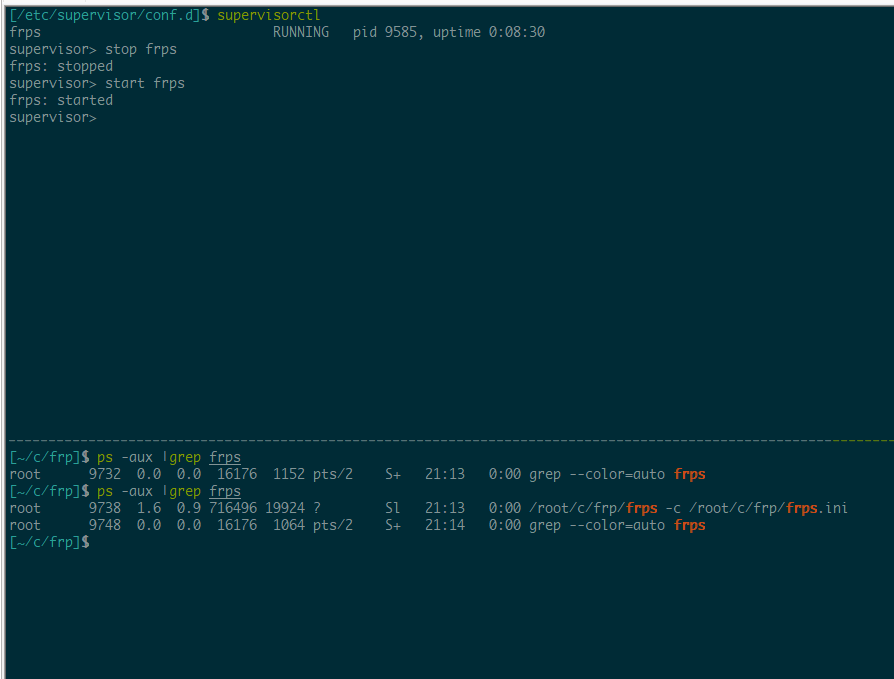 [/etc/supervisor/conf.d]$ supervisorctl
frps                             RUNNING   pid 9585, uptime 0:08:30
supervisor> stop frps
frps: stopped
supervisor> start frps
frps: started
supervisor>
[~/c/frp]$ ps -aux |grep frps
root      9732  0.0  0.0  16176  1152 pts/2    S+   21:13   0:00 grep --color=auto frps
[~/c/frp]$ ps -aux |grep frps
root      9738  1.6  0.9 716496 19924 ?        Sl   21:13   0:00 /root/c/frp/frps -c /root/c/frp/frps.ini
root      9748  0.0  0.0  16176  1064 pts/2    S+   21:14   0:00 grep --color=auto frps
[~/c/frp]$